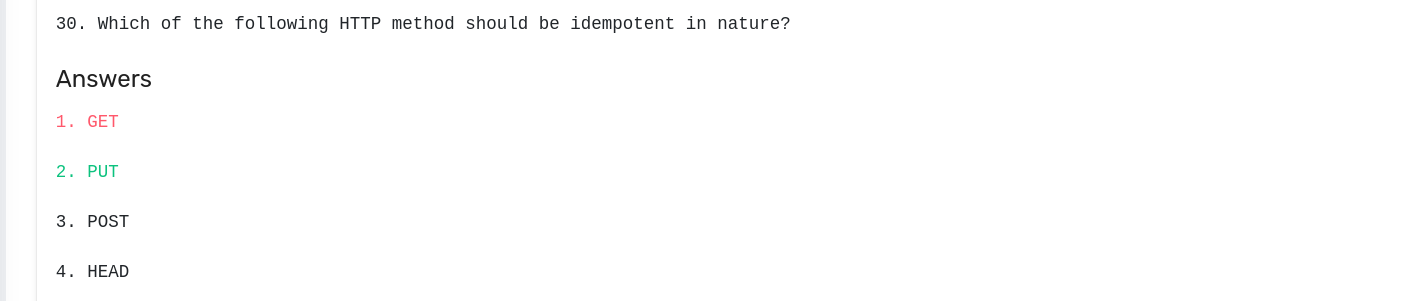 30. Which of the following HTTP method should be idempotent in nature?
Answers
1. GET
2. PUT
3. POST
4. HEAD